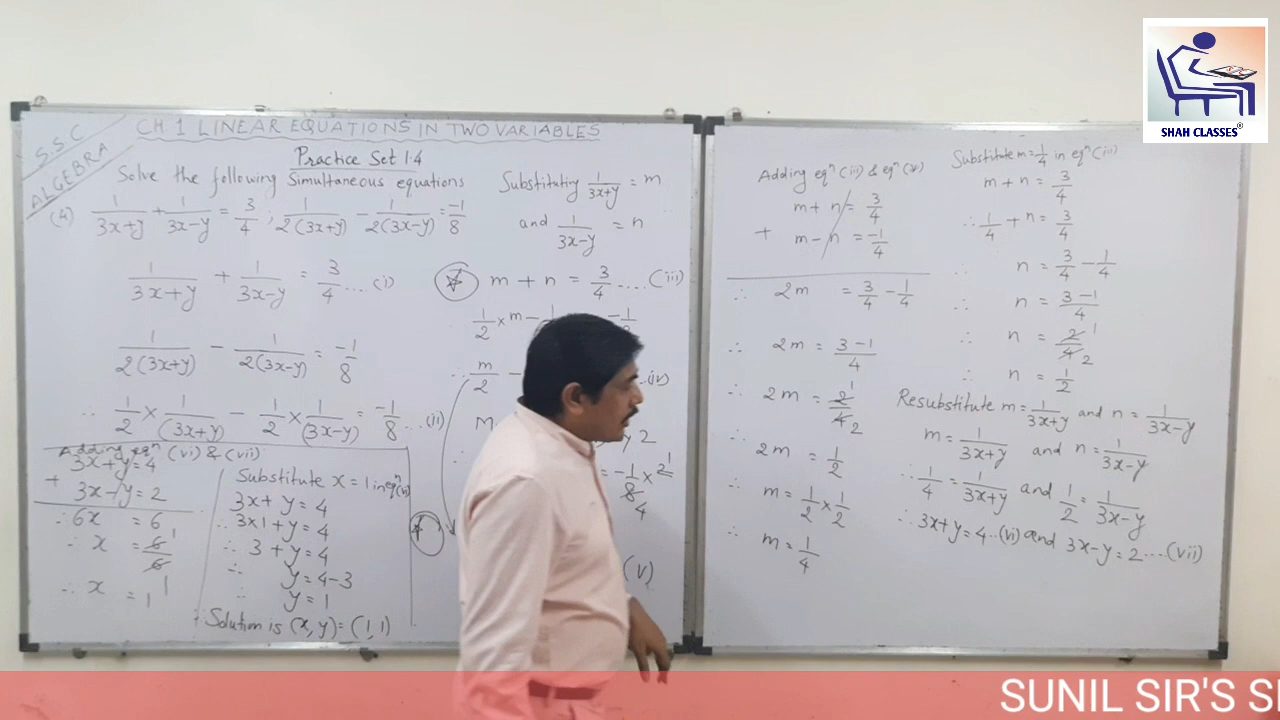 S.S.C
ALGEBRA
CH 1 LINEAR EQUATIONS IN TWO VARIABLES
Practice Set 1.4
Solve the following Simultaneous equations
(4) 1/(3x+y) + 1/(3x-y) = 3/4 ; 1/2(3x+y) - 1/2(3x-y) = -1/8
1/(3x+y) + 1/(3x-y) = 3/4 ....(i)
1/2(3x+y) - 1/2(3x-y) = -1/8
∴ 1/2 × 1/(3x+y) - 1/2 × 1/(3x-y) = -1/8 ...(ii)
Adding eqⁿ (vi) & (vii)
3x+y=4
+ 3x-y=2
∴ 6x = 6
∴ x = 6/6 1
∴ x = 1
Substitute x = 1 in eqⁿ(vi)
3x + y = 4
∴ 3×1 + y = 4
∴ 3 + y = 4
∴ y = 4-3
∴ y = 1
∴ Solution is (x, y) = (1, 1)
Substituting 1/(3x+y) = m
and 1/(3x-y) = n
m + n = 3/4 ....(iii)
1/2 × m - -1
∴ m/2 - ..(iv)
m 2
= -1/8 × 2 1
4
(v)
Adding eqⁿ (iii) & eqⁿ (v)
m + n = 3/4
+ m - n = -1/4
∴ 2m = 3/4 - 1/4
∴ 2m = (3-1)/4
∴ 2m = 2/4 1 2
∴ 2m = 1/2
∴ m = 1/2 × 1/2
∴ m = 1/4
Substitute m = 1/4 in eqⁿ (iii)
m + n = 3/4
∴ 1/4 + n = 3/4
∴ n = 3/4 - 1/4
∴ n = (3-1)/4
∴ n = 2/4 1 2
∴ n = 1/2
Resubstitute m = 1/(3x+y) and n = 1/(3x-y)
m = 1/(3x+y) and n = 1/(3x-y)
∴ 1/4 = 1/(3x+y) and 1/2 = 1/(3x-y)
∴ 3x+y = 4 ..(vi) and 3x-y = 2 ....(vii)
SHAH CLASSES®
SUNIL SIR'S